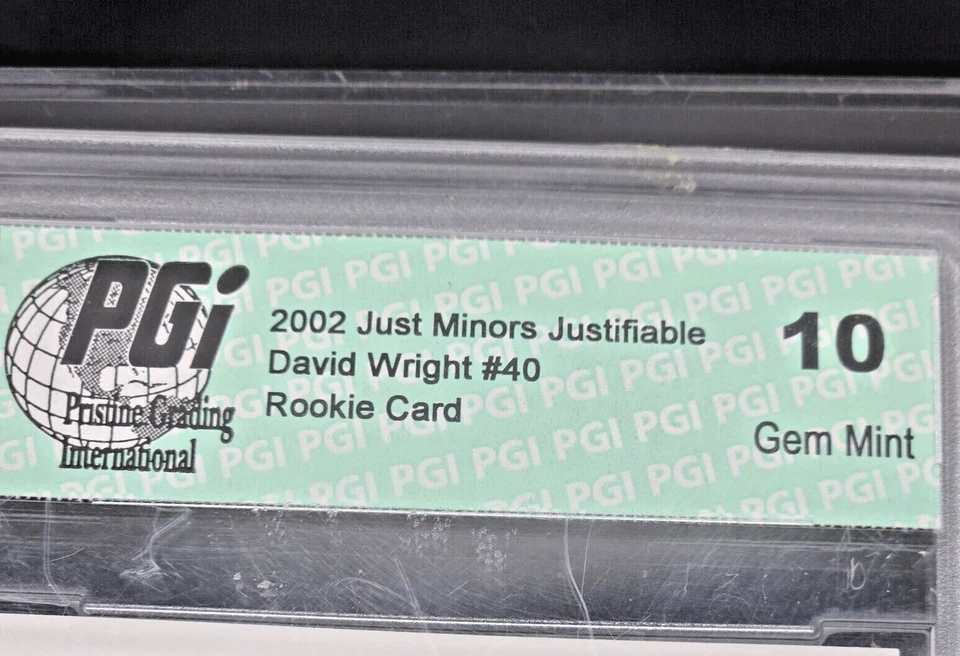 PGi
Pristine Grading
International
2002 Just Minors Justifiable
David Wright #40
Rookie Card
10
Gem Mint